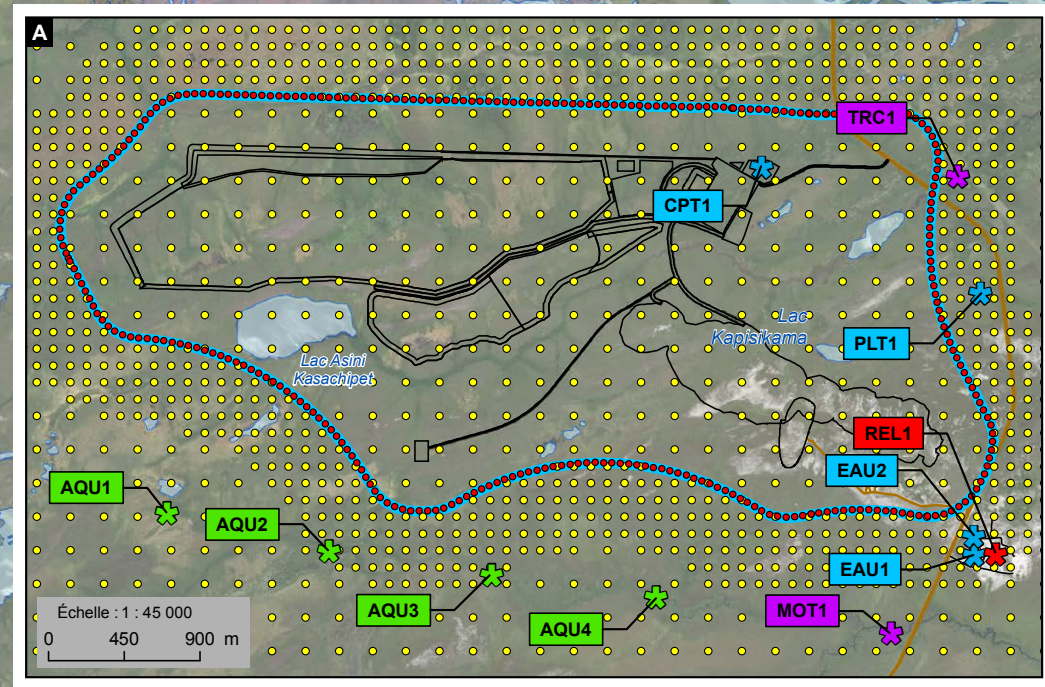 A
TRC1
CPT1
Lac
Kapisikama
PLT1
Lac Asini
Kasachipet
REL1
EAU2
AQU1
AQU2
EAU1
AQU3
MOT1
AQU4
Échelle : 1 : 45 000
0 450 900 m